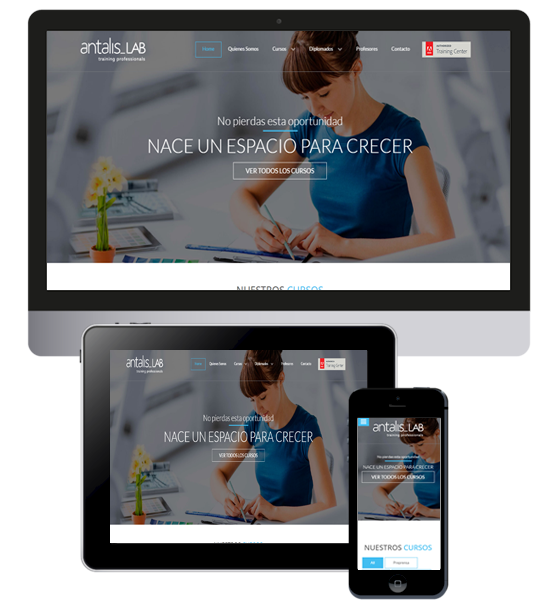 antalis_LAB
training professionals
Home Quienes Somos Cursos Diplomados Profesores Contacto
Training Center
No pierdas esta oportunidad
NACE UN ESPACIO PARA CRECER
VER TODOS LOS CURSOS
NUESTROS CURSOS
antalis_LAB
training professionals
Home Quienes Somos Cursos Diplomados Profesores Contacto
Training Center
No pierdas esta oportunidad
NACE UN ESPACIO PARA CRECER
VER TODOS LOS CURSOS
NUESTROS CURSOS
antalis_LAB
training professionals
No pierdas esta oportunidad
NACE UN ESPACIO PARA CRECER
VER TODOS LOS CURSOS
NUESTROS CURSOS
All